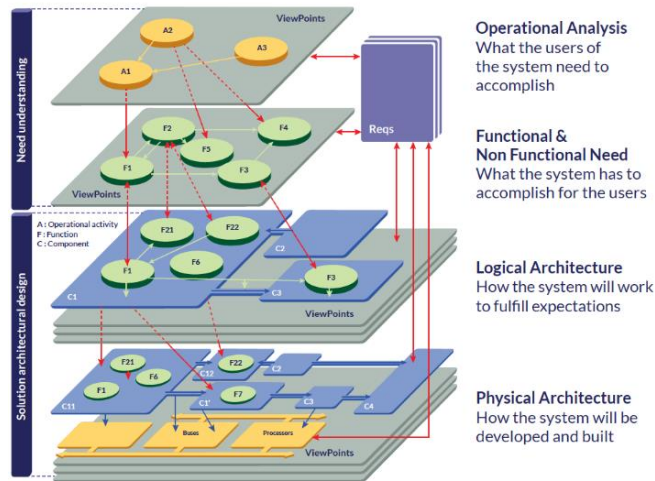 Need understanding
ViewPoints
A2
A3
A1
Reqs
F2
F4
F5
F1
F3
ViewPoints
Operational Analysis
What the users of
the system need to
accomplish
Functional &
Non Functional Need
What the system has to
accomplish for the users
Solution architectural design
A : Operational activity
F : Function
C : Component
F21
F22
C2
F6
F1
F3
C1
C3
ViewPoints
Logical Architecture
How the system will work
to fulfill expectations
F21
F6
F1
C11
C12
F22
C2
F7
C1'
C3
C4
Buses
Processors
ViewPoints
Physical Architecture
How the system will be
developed and built